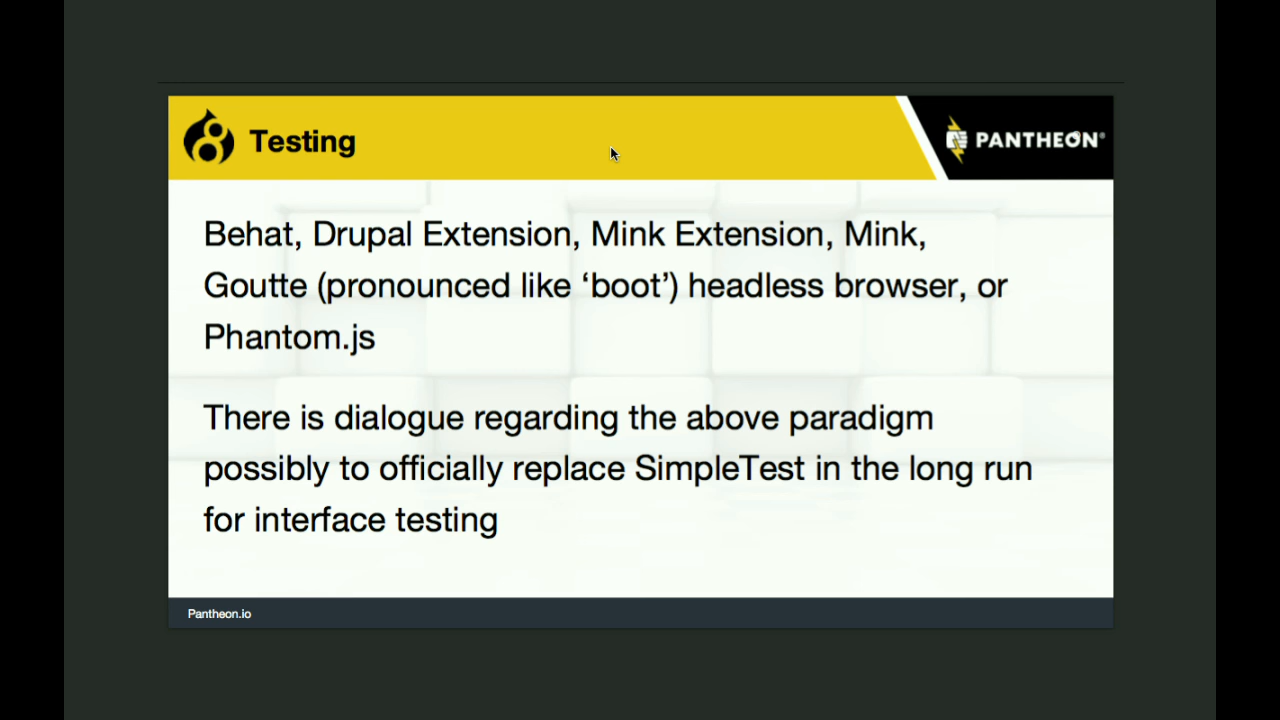 8 Testing
PANTHEON®
Behat, Drupal Extension, Mink Extension, Mink,
Goutte (pronounced like ‘boot’) headless browser, or
Phantom.js
There is dialogue regarding the above paradigm
possibly to officially replace SimpleTest in the long run
for interface testing
Pantheon.io